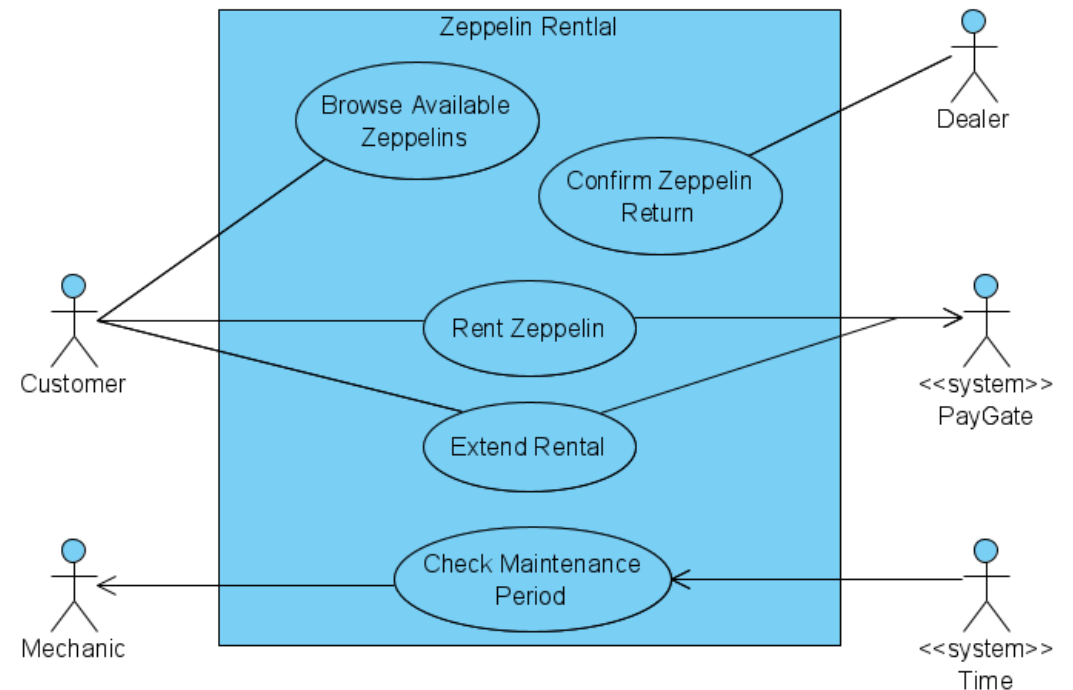 Zeppelin Rentlal
Browse Available
Zeppelins
Dealer
Confirm Zeppelin
Return
Rent Zeppelin
Customer
<<system>>
PayGate
Extend Rental
Check Maintenance
Period
Mechanic
<<system>>
Time